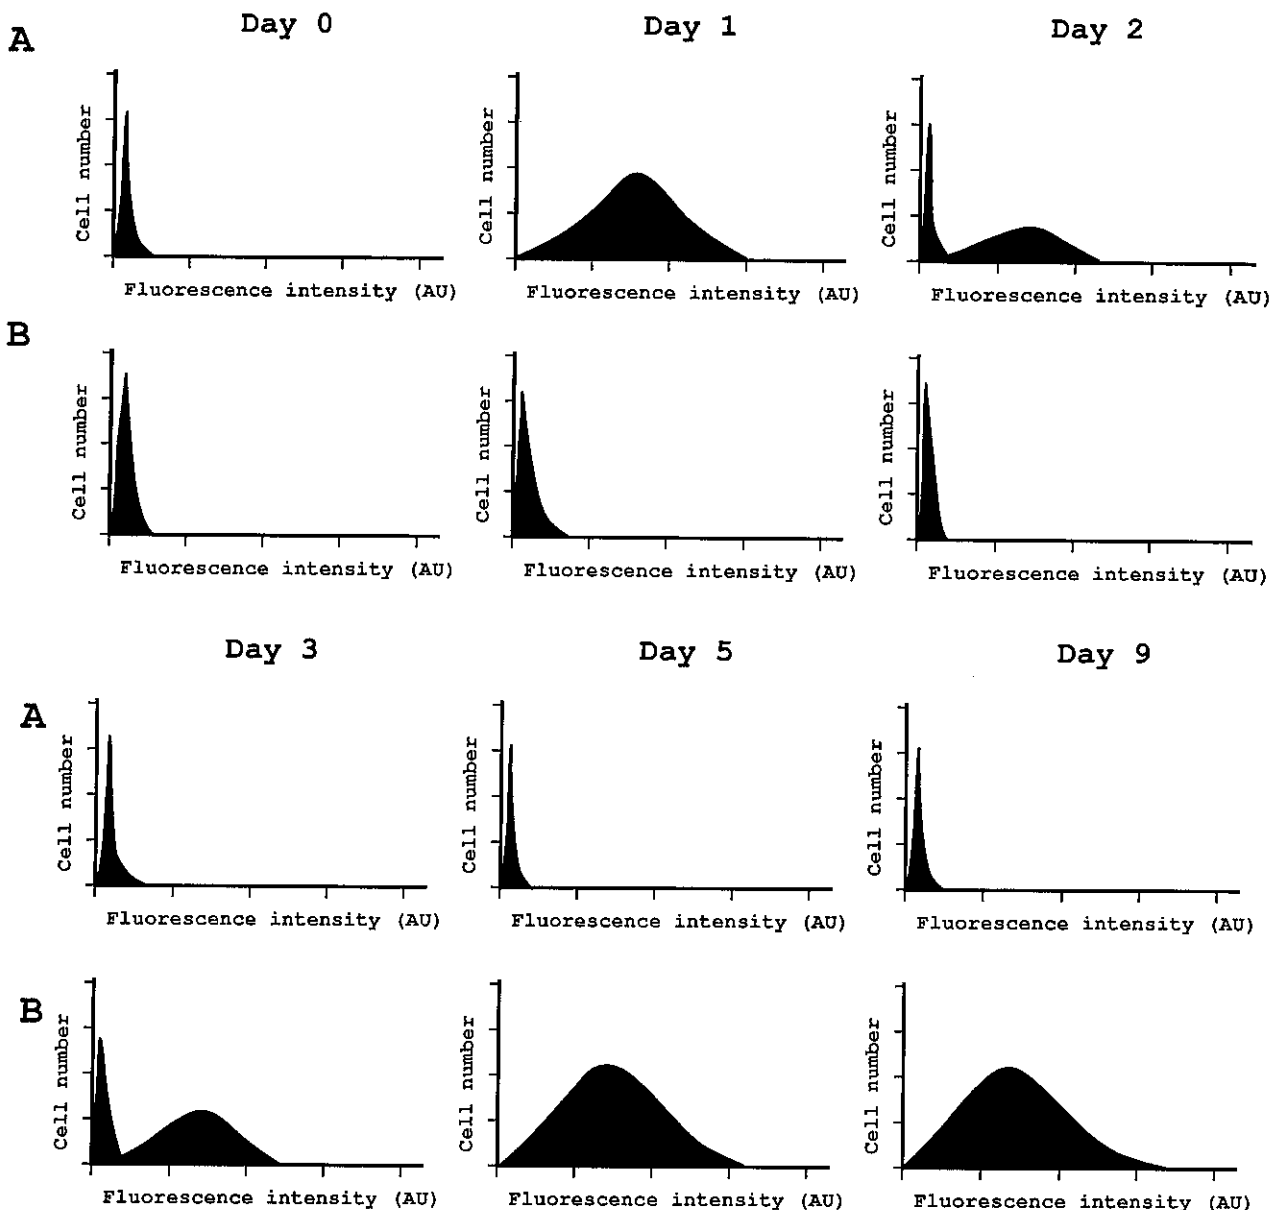 A Day 0 Day 1 Day 2
Cell number Cell number Cell number
Fluorescence intensity (AU) Fluorescence intensity (AU) Fluorescence intensity (AU)
B
Cell number Cell number Cell number
Fluorescence intensity (AU) Fluorescence intensity (AU) Fluorescence intensity (AU)
Day 3 Day 5 Day 9
A
Cell number Cell number Cell number
Fluorescence intensity (AU) Fluorescence intensity (AU) Fluorescence intensity (AU)
B
Cell number Cell number Cell number
Fluorescence intensity (AU) Fluorescence intensity (AU) Fluorescence intensity (AU)